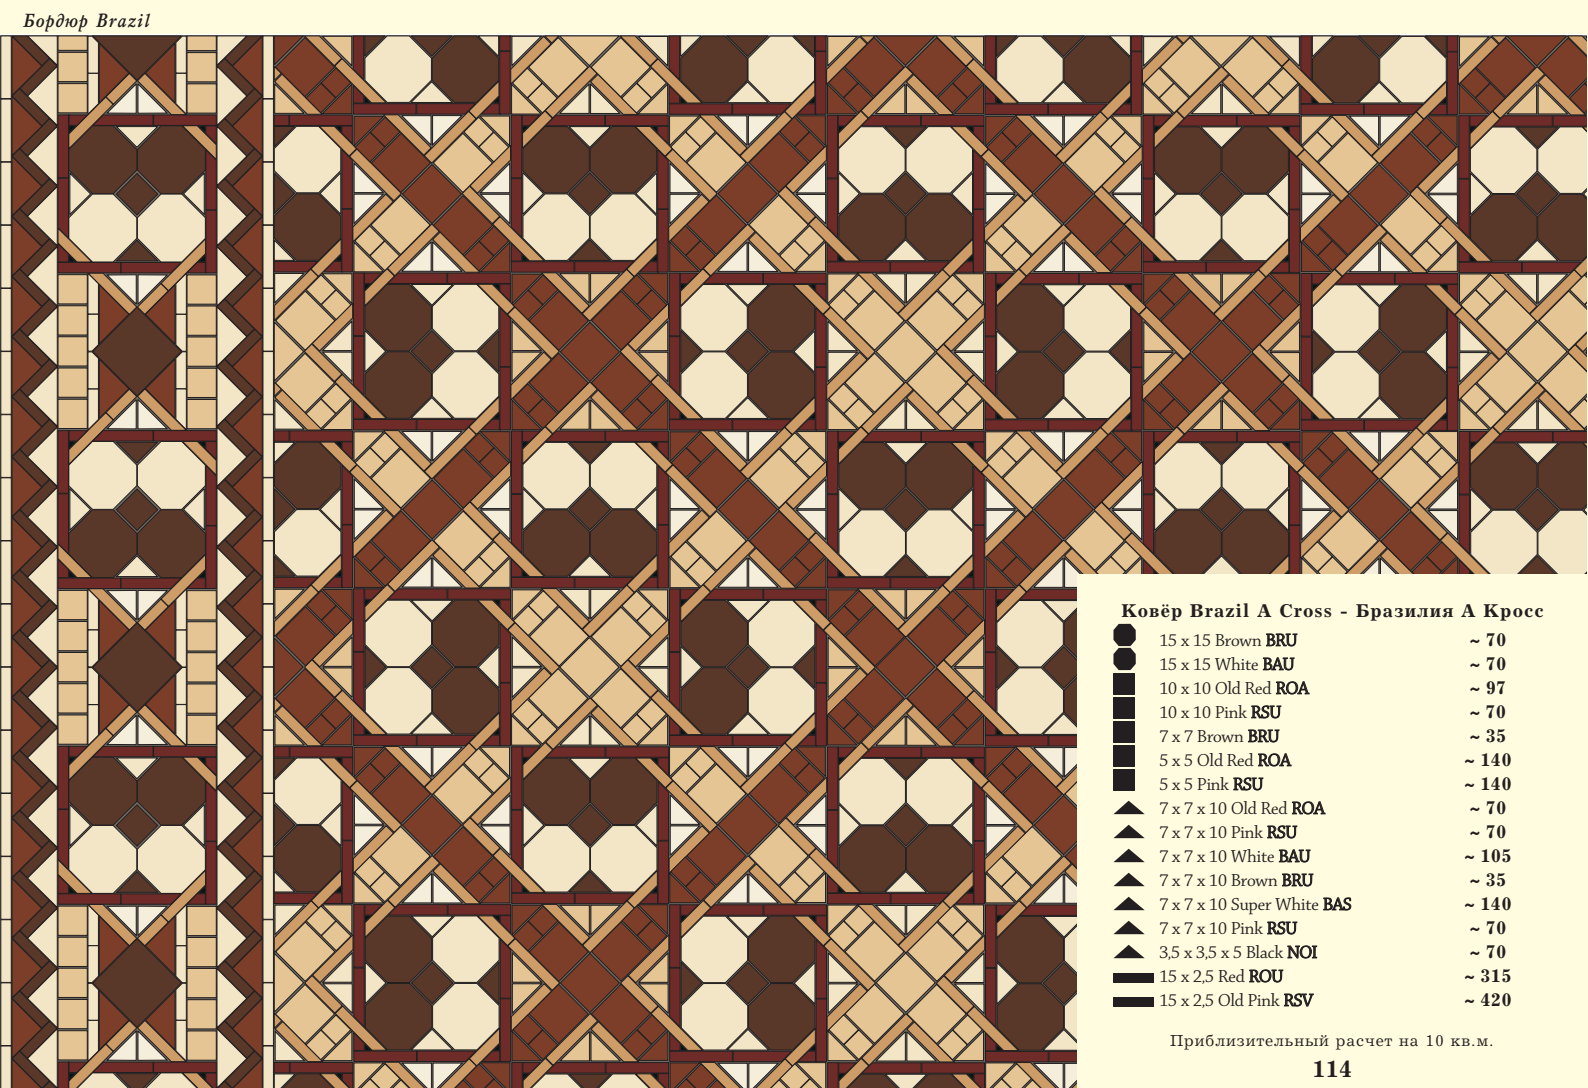 Бордюр Brazil
Ковёр Brazil A Cross - Бразилия А Кросс
15 x 15 Brown BRU ~ 70
15 x 15 White BAU ~ 70
10 x 10 Old Red ROA ~ 97
10 x 10 Pink RSU ~ 70
7 x 7 Brown BRU ~ 35
5 x 5 Old Red ROA ~ 140
5 x 5 Pink RSU ~ 140
7 x 7 x 10 Old Red ROA ~ 70
7 x 7 x 10 Pink RSU ~ 70
7 x 7 x 10 White BAU ~ 105
7 x 7 x 10 Brown BRU ~ 35
7 x 7 x 10 Super White BAS ~ 140
7 x 7 x 10 Pink RSU ~ 70
3,5 x 3,5 x 5 Black NOI ~ 70
15 x 2,5 Red ROU ~ 315
15 x 2,5 Old Pink RSV ~ 420
Приблизительный расчет на 10 кв.м.
114